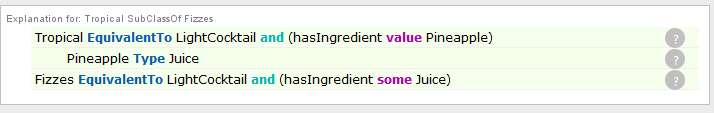 Explanation for: Tropical SubClassOf Fizzes
Tropical EquivalentTo LightCocktail and (hasIngredient value Pineapple)
?
Pineapple Type Juice
?
Fizzes EquivalentTo LightCocktail and (hasIngredient some Juice)
?